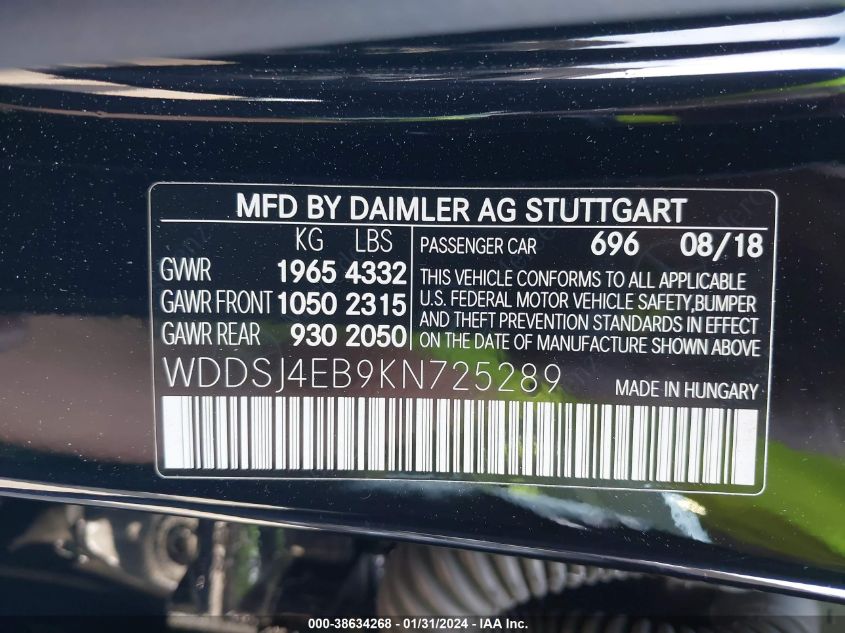 MFD BY DAIMLER AG STUTTGART
KG LBS
GVWR 1965 4332
GAWR FRONT 1050 2315
GAWR REAR 930 2050
PASSENGER CAR 696 08/18
THIS VEHICLE CONFORMS TO ALL APPLICABLE
U.S. FEDERAL MOTOR VEHICLE SAFETY,BUMPER
AND THEFT PREVENTION STANDARDS IN EFFECT
ON THE DATE OF MANUFACTURE SHOWN ABOVE
WDDSJ4EB9KN725289
MADE IN HUNGARY
000-38634268 - 01/31/2024 - IAA Inc.